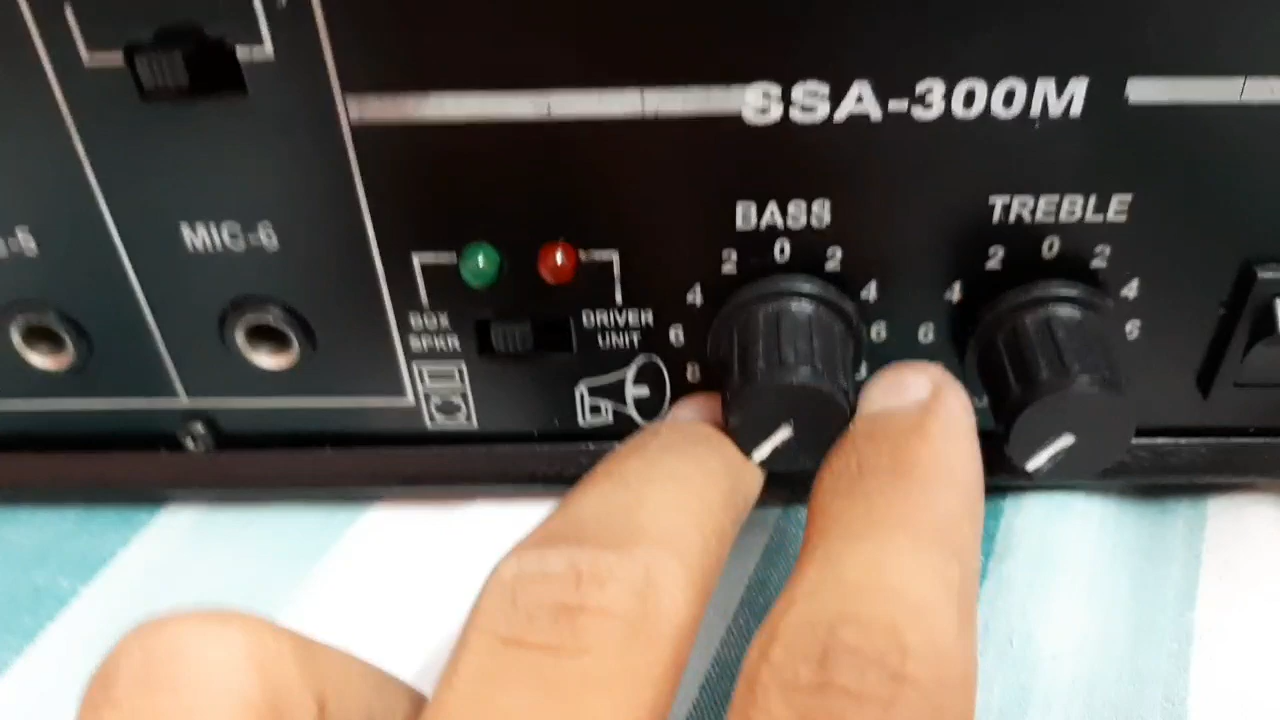 SSA-300M
BASS
2 0 2
4 4
6 6
8
TREBLE
2 0 2
4 4
6 6
MIC-6
-5
BOX
SPKR
DRIVER
UNIT